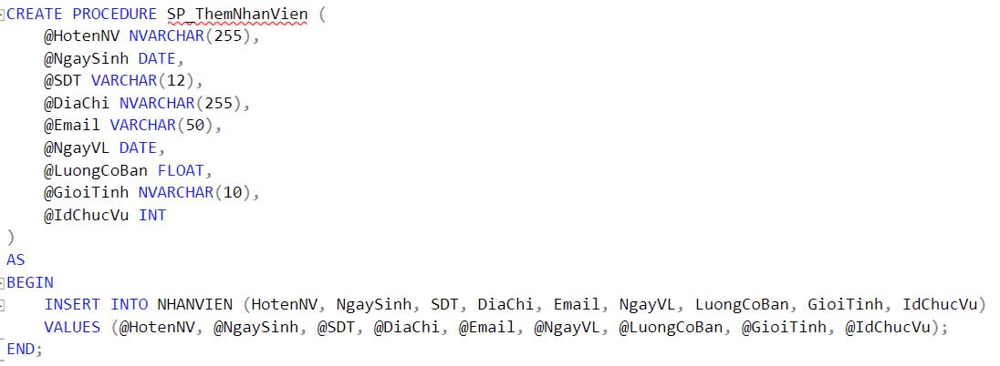 CREATE PROCEDURE SP_ThemNhanVien (
@HotenNV NVARCHAR(255),
@NgaySinh DATE,
@SDT VARCHAR(12),
@DiaChi NVARCHAR(255),
@Email VARCHAR(50),
@NgayVL DATE,
@LuongCoBan FLOAT,
@GioiTinh NVARCHAR(10),
@IdChucVu INT
)
AS
BEGIN
INSERT INTO NHANVIEN (HotenNV, NgaySinh, SDT, DiaChi, Email, NgayVL, LuongCoBan, GioiTinh, IdChucVu)
VALUES (@HotenNV, @NgaySinh, @SDT, @DiaChi, @Email, @NgayVL, @LuongCoBan, @GioiTinh, @IdChucVu);
END;